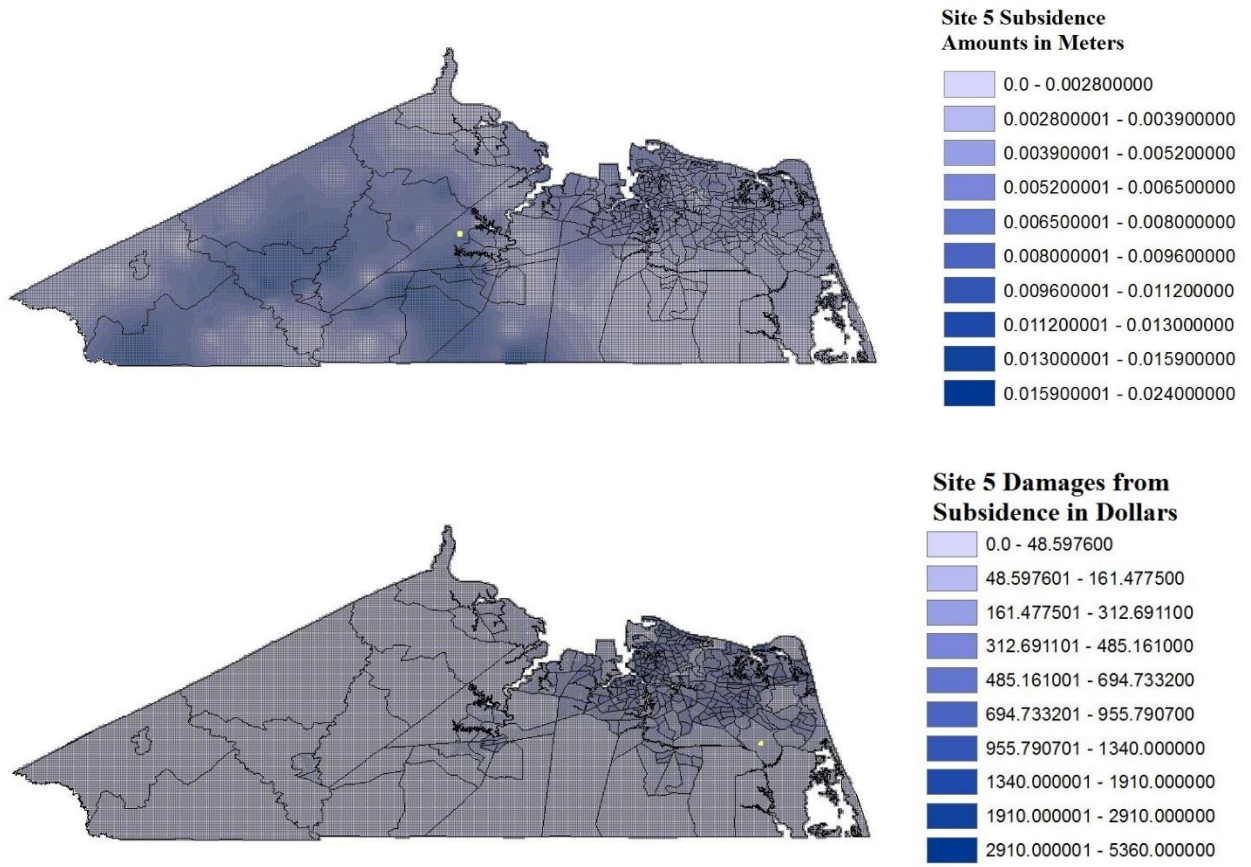 Site 5 Subsidence
Amounts in Meters
0.0 - 0.002800000
0.002800001 - 0.003900000
0.003900001 - 0.005200000
0.005200001 - 0.006500000
0.006500001 - 0.008000000
0.008000001 - 0.009600000
0.009600001 - 0.011200000
0.011200001 - 0.013000000
0.013000001 - 0.015900000
0.015900001 - 0.024000000
Site 5 Damages from
Subsidence in Dollars
0.0 - 48.597600
48.597601 - 161.477500
161.477501 - 312.691100
312.691101 - 485.161000
485.161001 - 694.733200
694.733201 - 955.790700
955.790701 - 1340.000000
1340.000001 - 1910.000000
1910.000001 - 2910.000000
2910.000001 - 5360.000000